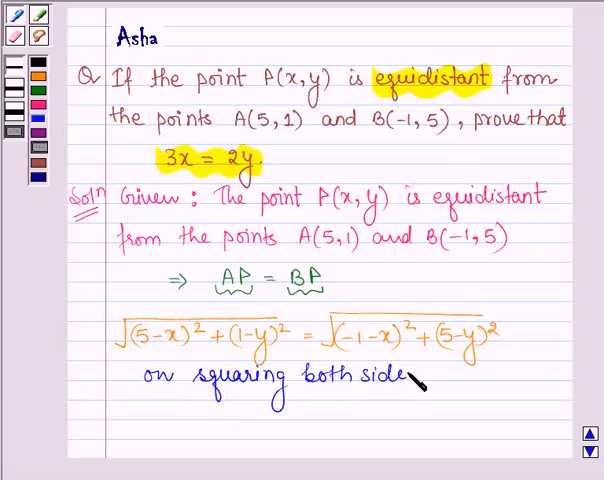 Asha
Q If the point P(x,y) is equidistant from
the points A(5,1) and B(-1,5), prove that
3x = 2y.
Soln Given: The point P(x,y) is equidistant
from the points A(5,1) and B(-1,5)
⇒ AP = BP
√(5-x)² + (1-y)² = √(-1-x)² + (5-y)²
on squaring both side